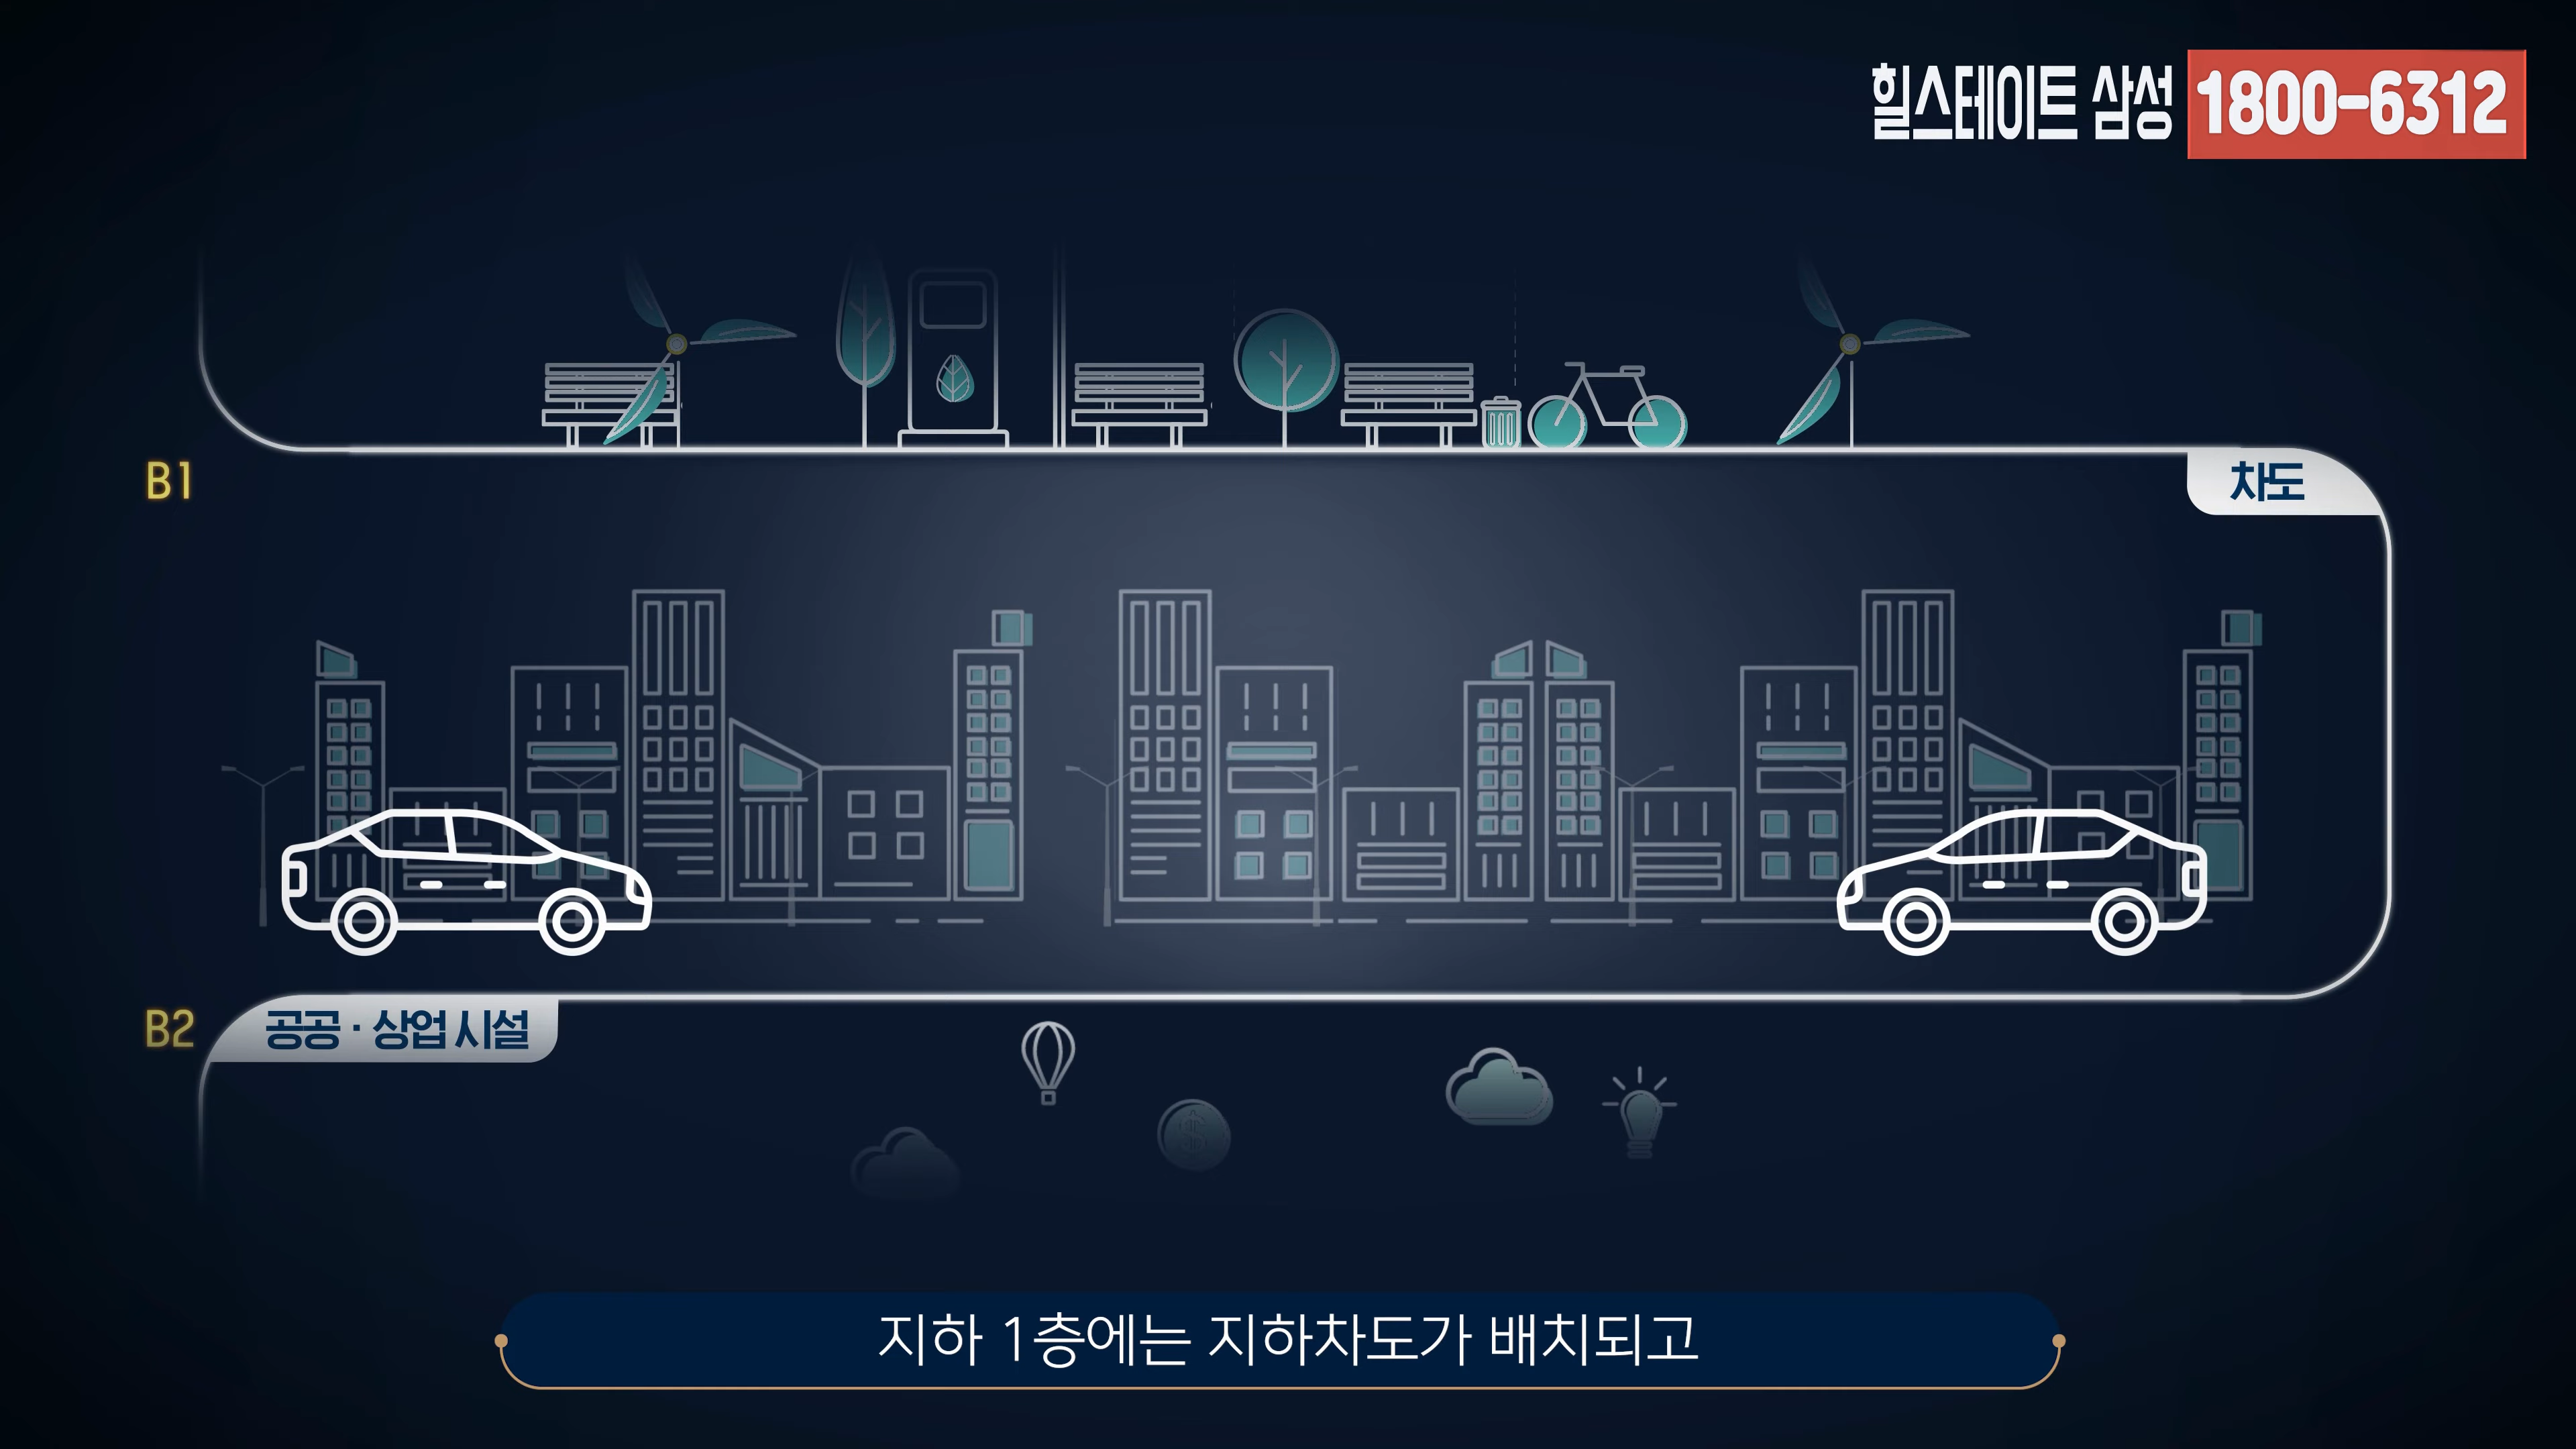 힐스테이트 삼성 1800-6312
B1
차도
B2
공공 · 상업 시설
지하 1층에는 지하차도가 배치되고